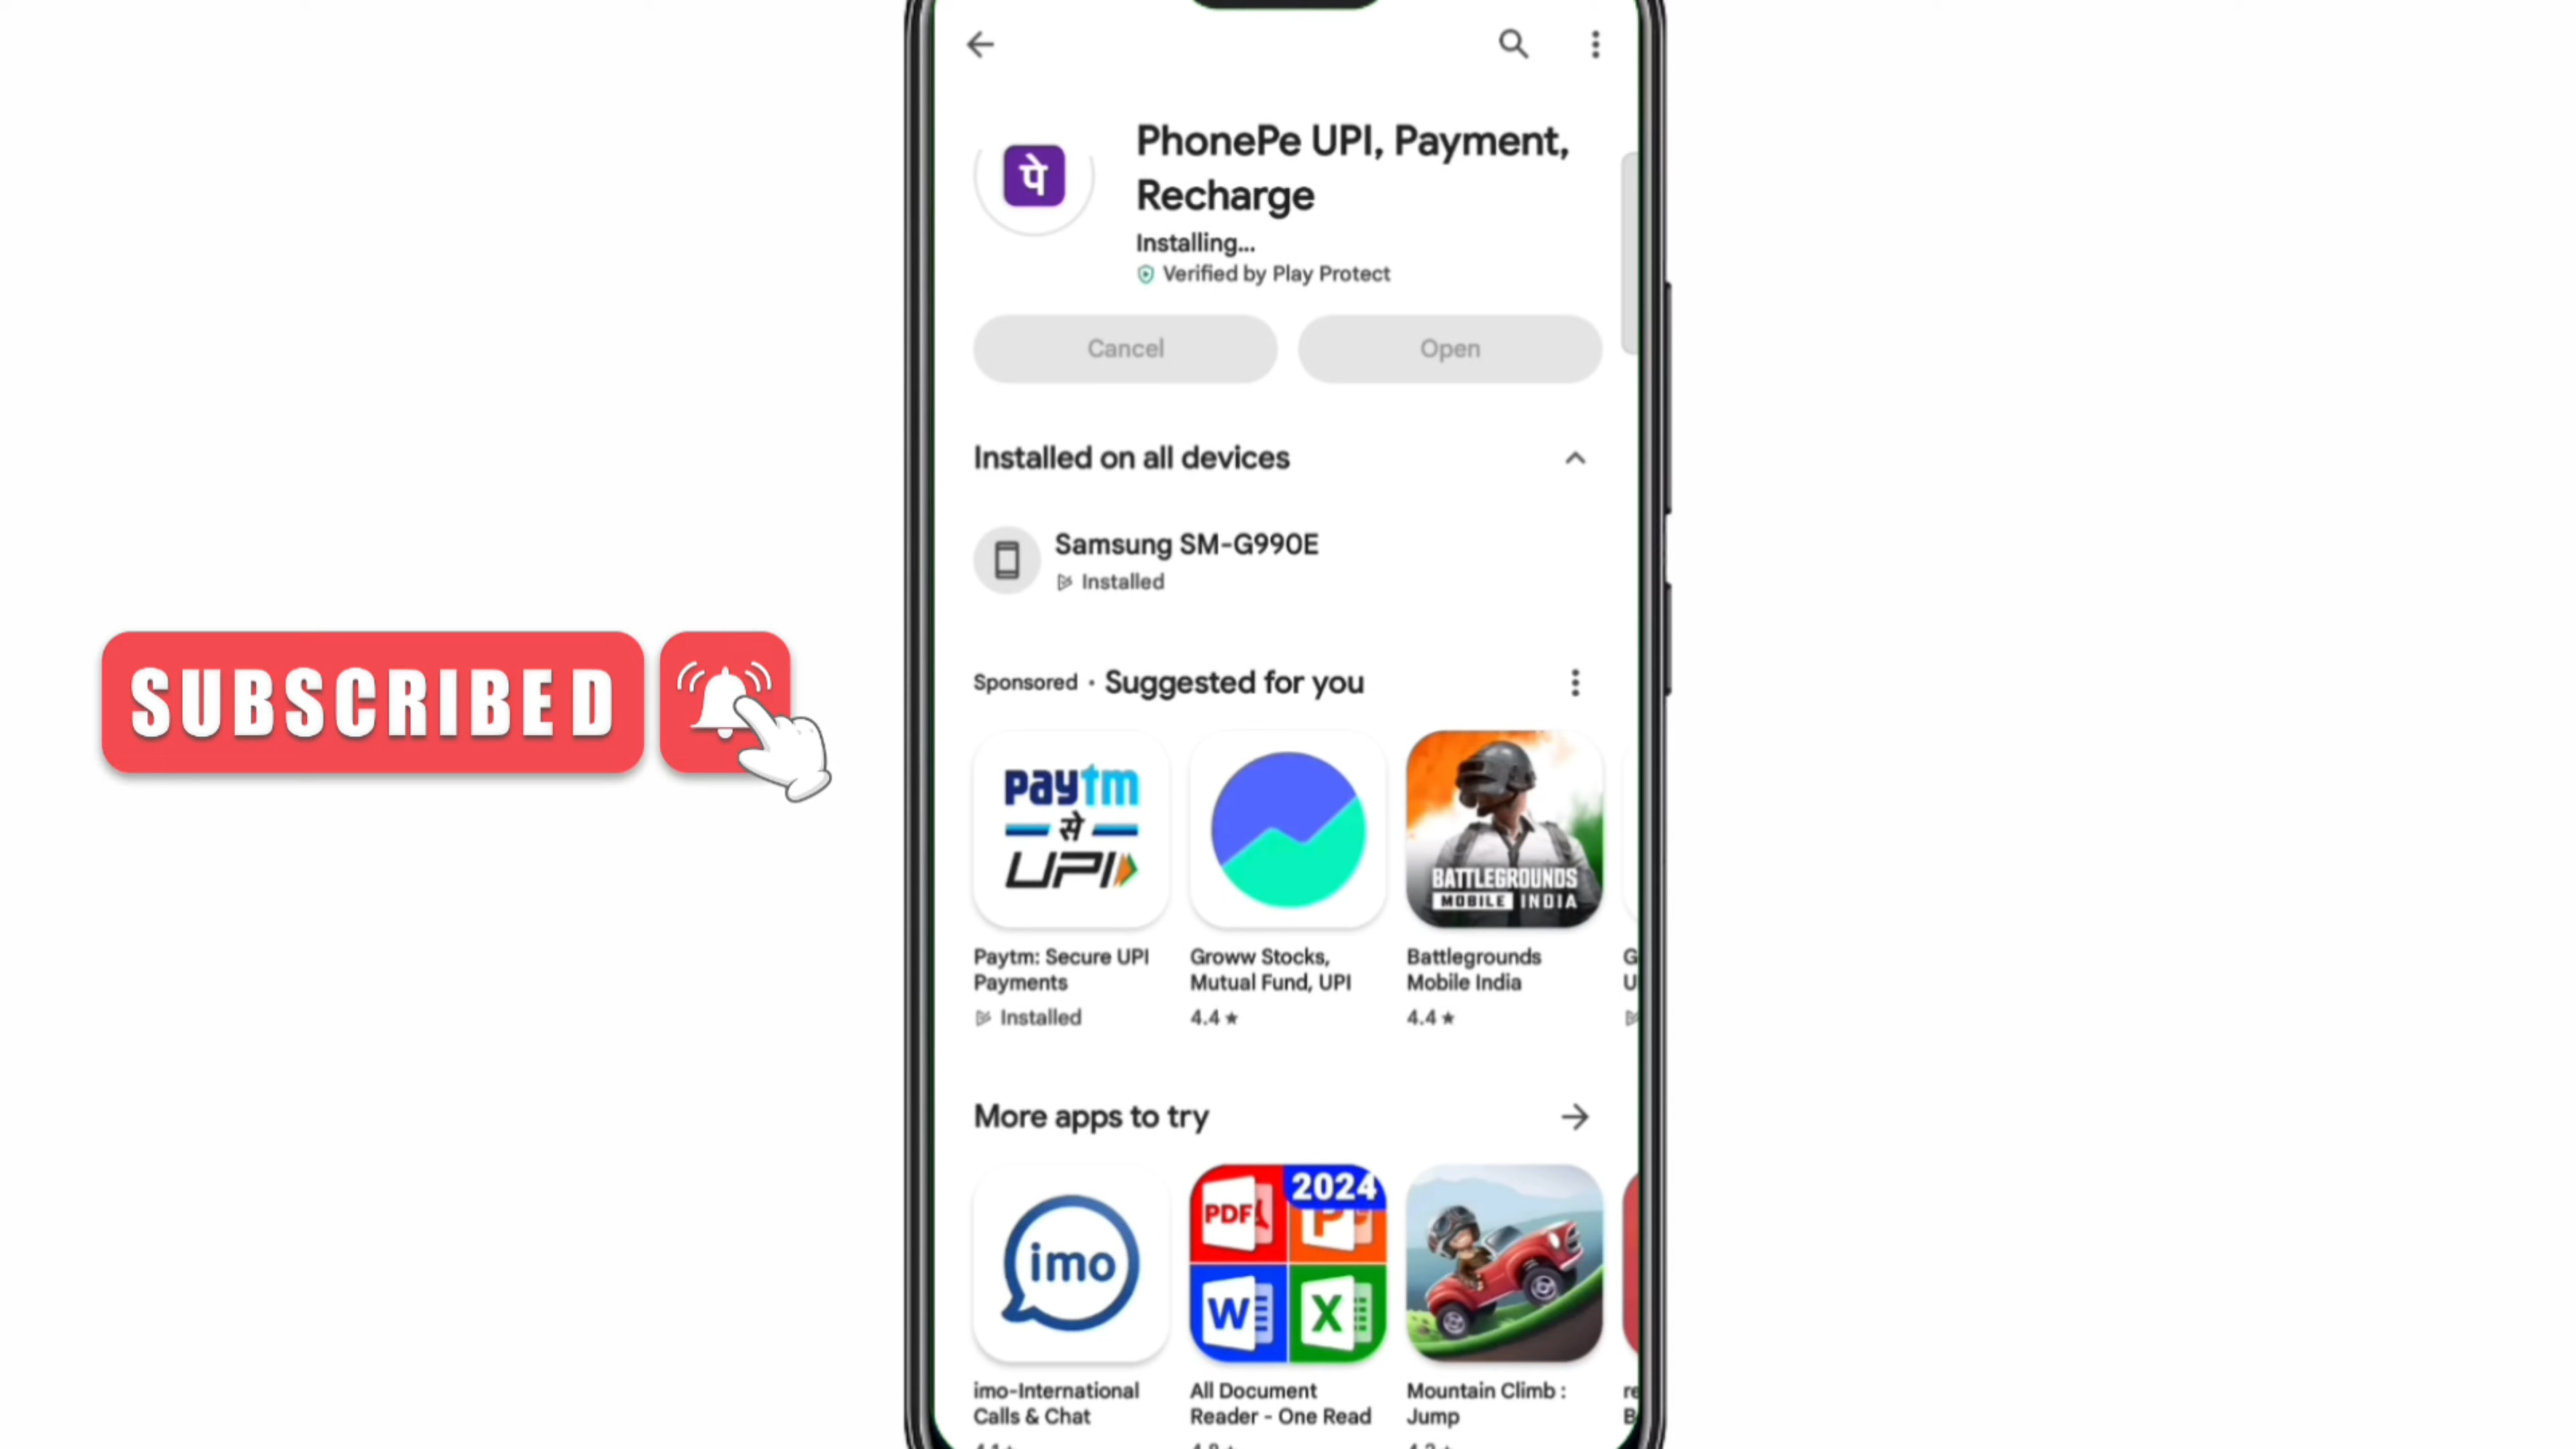 PhonePe UPI, Payment,
Recharge
पे
Installing...
Verified by Play Protect
Cancel
Open
Installed on all devices
Samsung SM-G990E
Installed
SUBSCRIBED
Sponsored · Suggested for you
paytm
से
UPI
BATTLEGROUNDS
MOBILE INDIA
Paytm: Secure UPI
Payments
Installed
Groww Stocks,
Mutual Fund, UPI
4.4★
Battlegrounds
Mobile India
4.4★
G
U
More apps to try
imo
2024
PDF
P
W
X
imo-International
Calls & Chat
All Document
Reader - One Read
Mountain Climb :
Jump
re
B